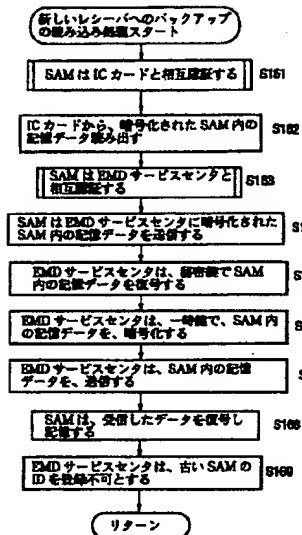 新しいレシーバへのバックアップ
の読み込み処理スタート
SAMはICカードと相互認証する
S161
ICカードから、暗号化されたSAM内の
記憶データ読み出す
S162
SAMはEMDサービスセンタと
相互認証する
S163
SAMはEMDサービスセンタに暗号化された
SAM内の記憶データを送信する
S1
EMDサービスセンタは、秘密鍵でSAM
内の記憶データを復号する
S
EMDサービスセンタは、一時鍵で、SAM内
の記憶データを、暗号化する
S
EMDサービスセンタは、SAM内の記憶
データを、送信する
S
SAMは、受信したデータを復号し
記憶する
S168
EMDサービスセンタは、古いSAMの
IDを登録不可とする
S169
リターン